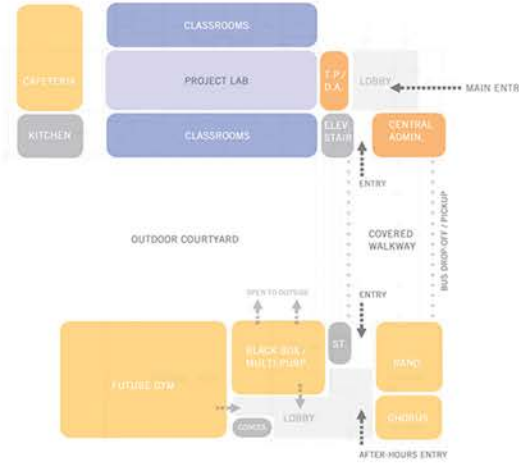 CLASSROOMS
CAFETERIA
PROJECT LAB
T.P./
D.A.
LOBBY
MAIN ENTR
KITCHEN
CLASSROOMS
ELEV
STAIR
CENTRAL
ADMIN.
ENTRY
OUTDOOR COURTYARD
COVERED
WALKWAY
BUS DROP-OFF / PICKUP
OPEN TO OUTSIDE
ENTRY
FUTURE GYM
BLACK BOX /
MULTI-PURP.
ST.
BAND
LOBBY
CONCES.
CHORUS
AFTER-HOURS ENTRY